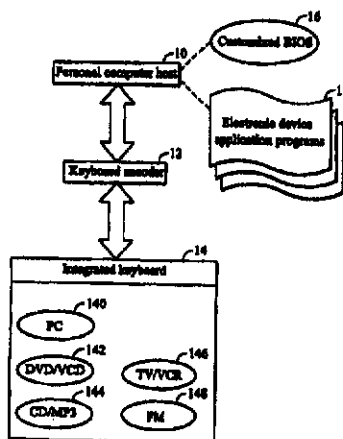 16
Customized BIOS
10
Personal computer host
1
Electronic device
application programs
12
Keyboard encoder
14
Integrated keyboard
140
PC
142
DVD/VCD
146
TV/VCR
144
CD/MP3
148
FM